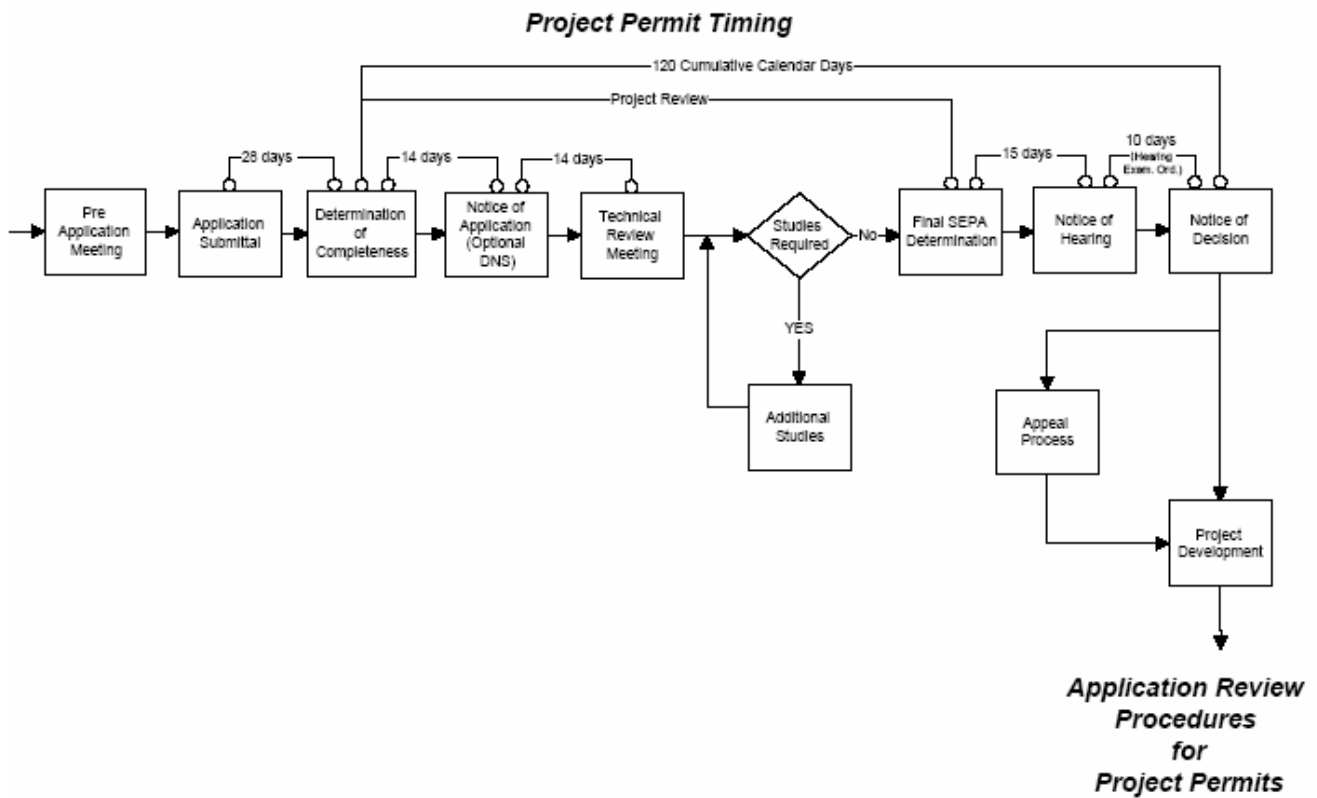 Project Permit Timing
120 Cumulative Calendar Days
Project Review
28 days
14 days
14 days
15 days
10 days
(Hearing
Exam. Ord.)
Pre
Application
Meeting
Application
Submittal
Determination
of
Completeness
Notice of
Application
(Optional
DNS)
Technical
Review
Meeting
Studies
Required
No
Final SEPA
Determination
Notice of
Hearing
Notice of
Decision
YES
Additional
Studies
Appeal
Process
Project
Development
Application Review
Procedures
for
Project Permits